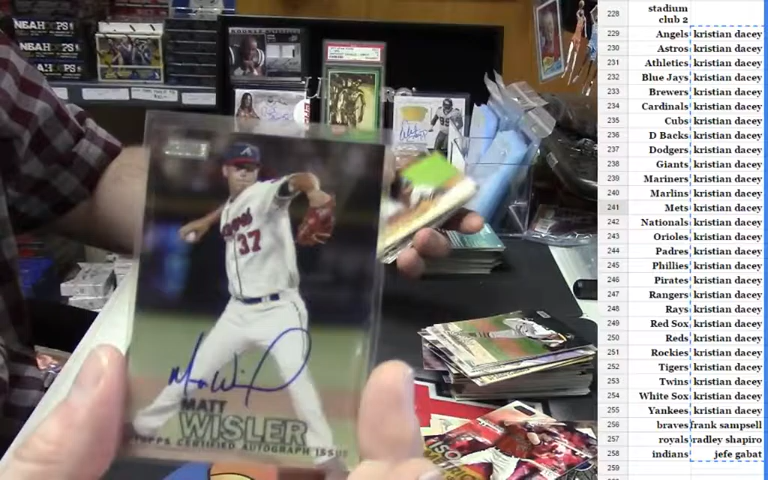 NBA HOOPS
NBA HOOPS
37
Matt Wisler
MATT
WISLER
TOPPS CERTIFIED AUTOGRAPH ISSUE
228 stadium
club 2
229 Angels kristian dacey
230 Astros kristian dacey
231 Athletics kristian dacey
232 Blue Jays kristian dacey
233 Brewers kristian dacey
234 Cardinals kristian dacey
235 Cubs kristian dacey
236 D Backs kristian dacey
237 Dodgers kristian dacey
238 Giants kristian dacey
239 Mariners kristian dacey
240 Marlins kristian dacey
241 Mets kristian dacey
242 Nationals kristian dacey
243 Orioles kristian dacey
244 Padres kristian dacey
245 Phillies kristian dacey
246 Pirates kristian dacey
247 Rangers kristian dacey
248 Rays kristian dacey
249 Red Sox kristian dacey
250 Reds kristian dacey
251 Rockies kristian dacey
252 Tigers kristian dacey
253 Twins kristian dacey
254 White Sox kristian dacey
255 Yankees kristian dacey
256 braves frank sampsell
257 royals radley shapiro
258 indians jefe gabat
259